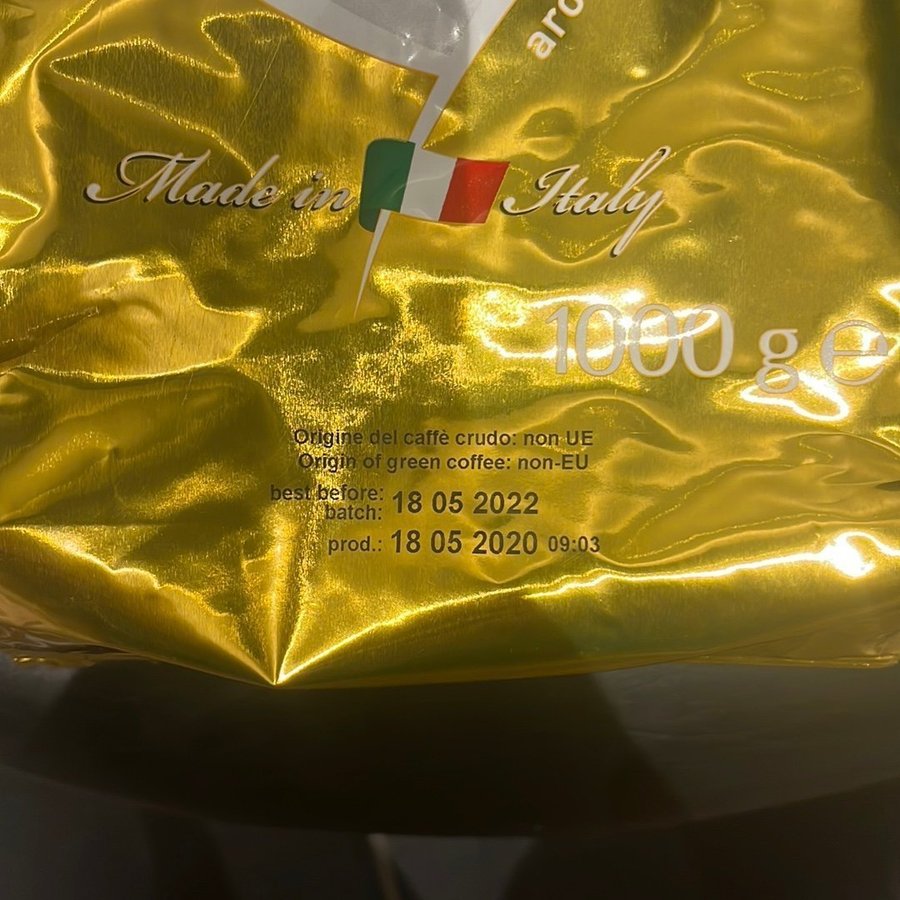 aro
Made in Italy
1000 g ℮
Origine del caffè crudo: non UE
Origin of green coffee: non-EU
best before:
batch: 18 05 2022
prod.: 18 05 2020 09:03